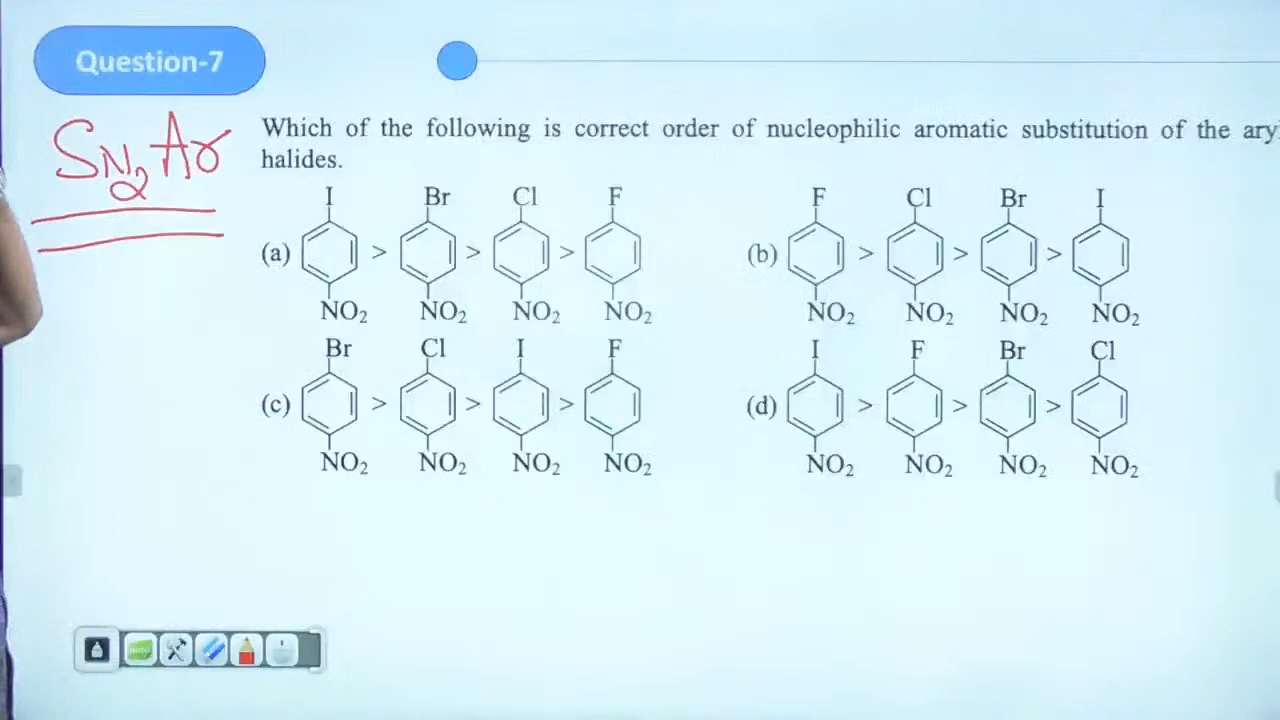 Question-7
SN2Ar
Which of the following is correct order of nucleophilic aromatic substitution of the ary
halides.
I Br Cl F
(a) > > >
NO2 NO2 NO2 NO2
F Cl Br I
(b) > > >
NO2 NO2 NO2 NO2
Br Cl I F
(c) > > >
NO2 NO2 NO2 NO2
I F Br Cl
(d) > > >
NO2 NO2 NO2 NO2